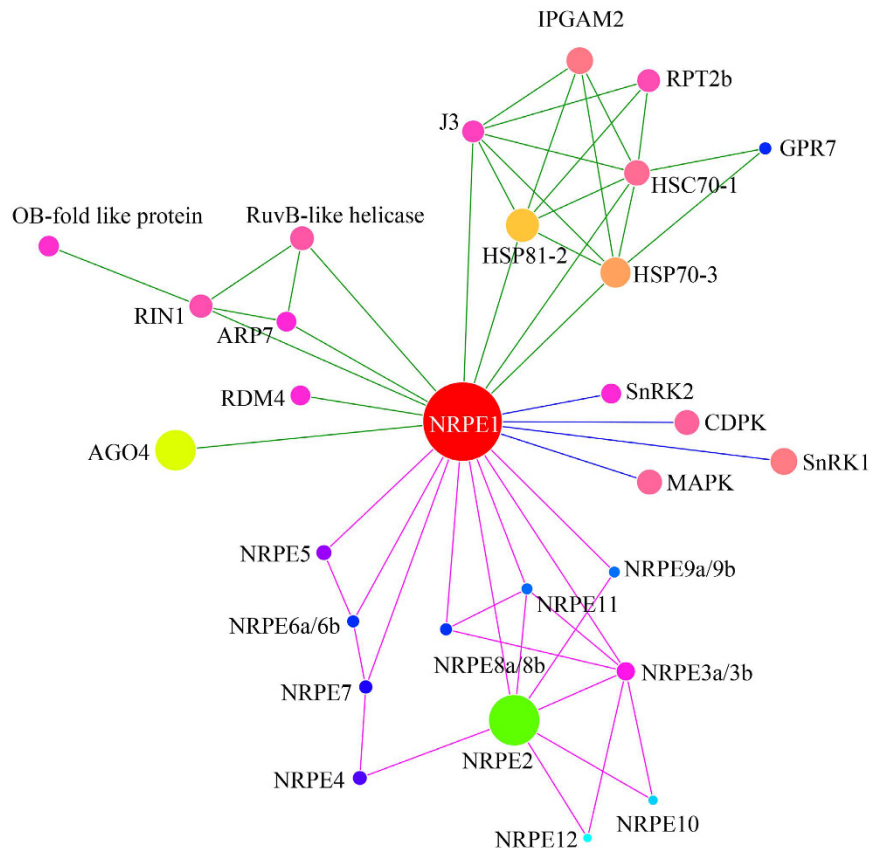 IPGAM2
RPT2b
J3
GPR7
HSC70-1
OB-fold like protein
RuvB-like helicase
HSP81-2
HSP70-3
RIN1
ARP7
RDM4
SnRK2
NRPE1
CDPK
AGO4
SnRK1
MAPK
NRPE5
NRPE9a/9b
NRPE11
NRPE6a/6b
NRPE8a/8b
NRPE3a/3b
NRPE7
NRPE2
NRPE4
NRPE10
NRPE12